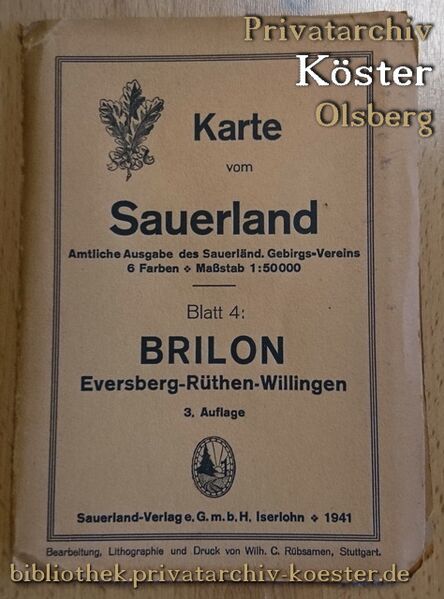 Privatarchiv
Köster
Olsberg
Karte
vom
Sauerland
Amtliche Ausgabe des Sauerländ. Gebirgs-Vereins
6 Farben ❖ Maßstab 1:50000
Blatt 4:
BRILON
Eversberg-Rüthen-Willingen
3. Auflage
Sauerland-Verlag e. G. m. b. H. Iserlohn ❖ 1941
Bearbeitung, Lithographie und Druck von Wilh. C. Rübsamen, Stuttgart.
bibliothek.privatarchiv-koester.de